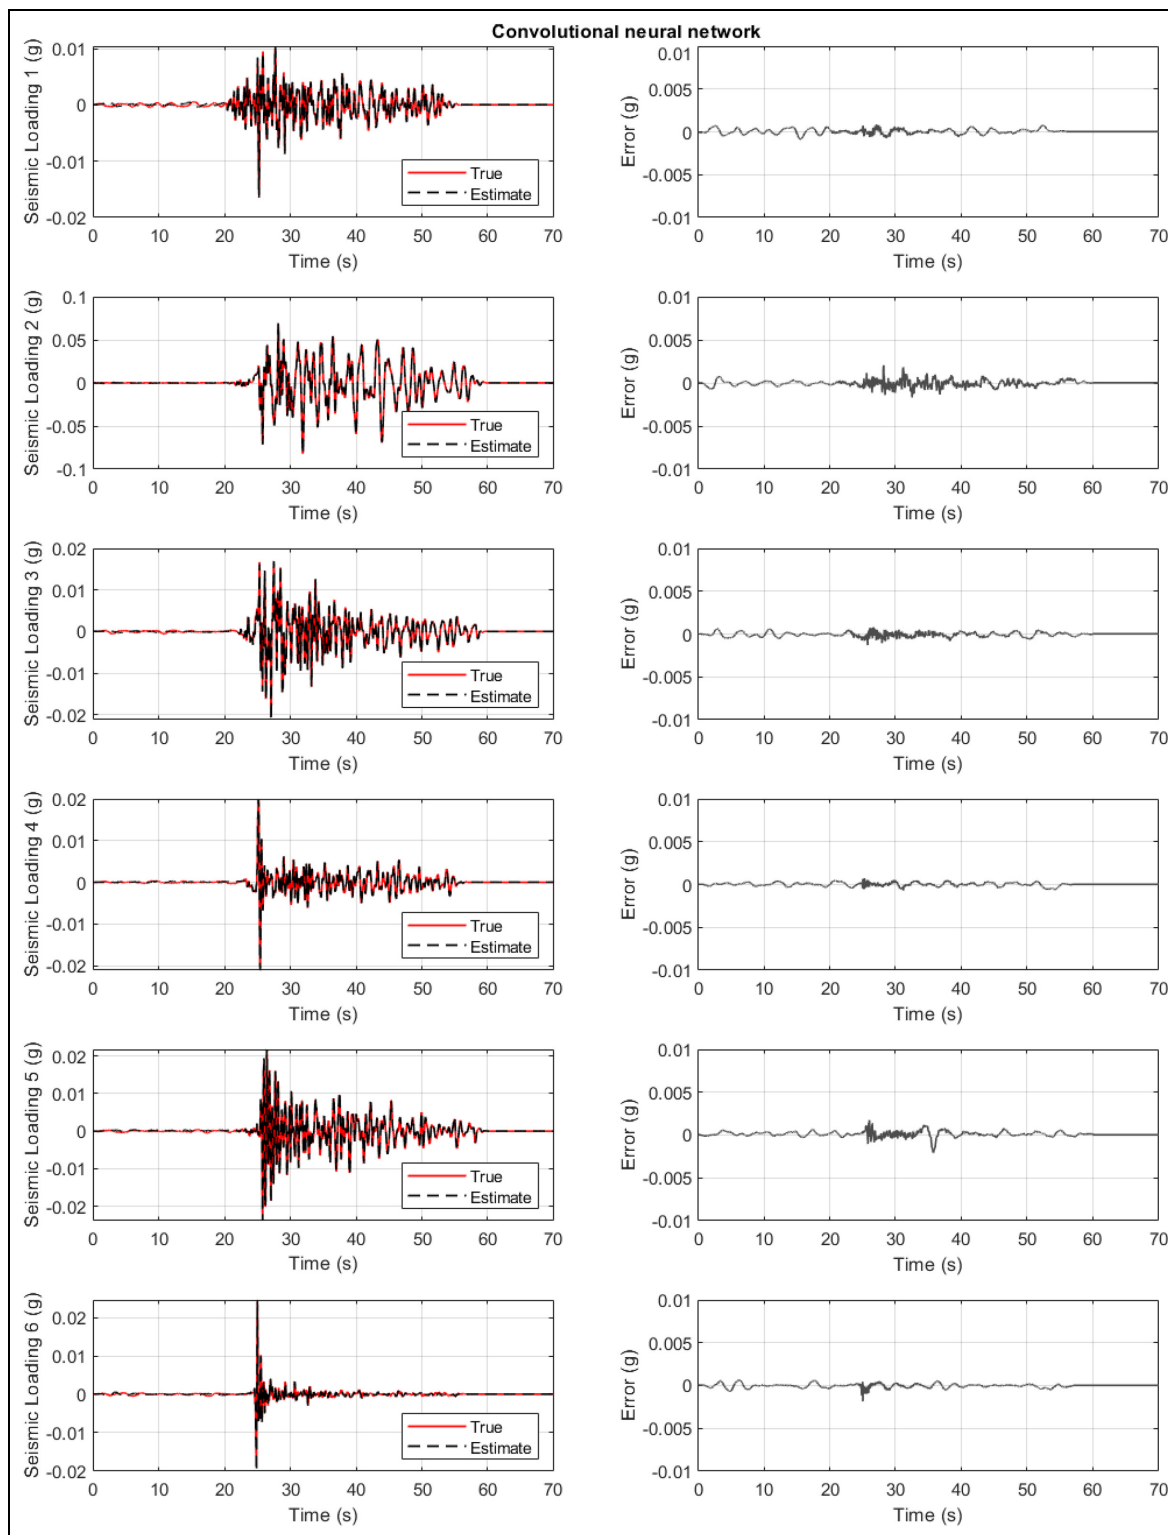 Convolutional neural network
Seismic Loading 1 (g)
0.01
0
-0.01
-0.02
True
Estimate
0 10 20 30 40 50 60 70
Time (s)
Error (g)
0.01
0.005
0
-0.005
-0.01
0 10 20 30 40 50 60 70
Time (s)
Seismic Loading 2 (g)
0.1
0.05
0
-0.05
-0.1
True
Estimate
0 10 20 30 40 50 60 70
Time (s)
Error (g)
0.01
0.005
0
-0.005
-0.01
0 10 20 30 40 50 60 70
Time (s)
Seismic Loading 3 (g)
0.02
0.01
0
-0.01
-0.02
True
Estimate
0 10 20 30 40 50 60 70
Time (s)
Error (g)
0.01
0.005
0
-0.005
-0.01
0 10 20 30 40 50 60 70
Time (s)
Seismic Loading 4 (g)
0.02
0.01
0
-0.01
-0.02
True
Estimate
0 10 20 30 40 50 60 70
Time (s)
Error (g)
0.01
0.005
0
-0.005
-0.01
0 10 20 30 40 50 60 70
Time (s)
Seismic Loading 5 (g)
0.02
0.01
0
-0.01
-0.02
True
Estimate
0 10 20 30 40 50 60 70
Time (s)
Error (g)
0.01
0.005
0
-0.005
-0.01
0 10 20 30 40 50 60 70
Time (s)
Seismic Loading 6 (g)
0.02
0.01
0
-0.01
-0.02
True
Estimate
0 10 20 30 40 50 60 70
Time (s)
Error (g)
0.01
0.005
0
-0.005
-0.01
0 10 20 30 40 50 60 70
Time (s)